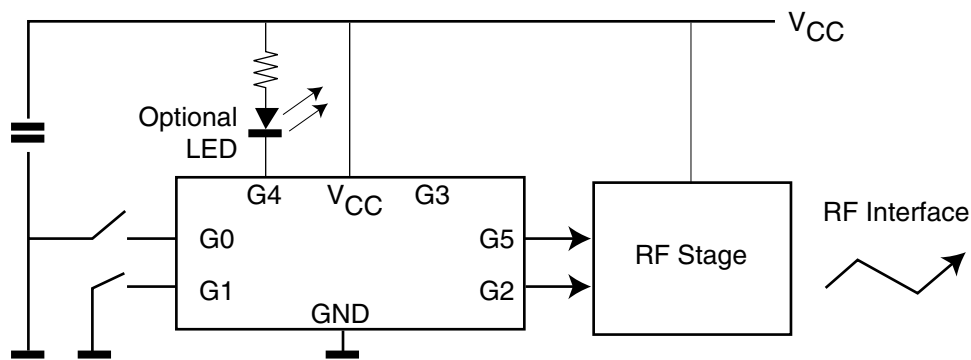 VCC
Optional
LED
G4
VCC
G3
RF Interface
G0
G5
RF Stage
G1
G2
GND